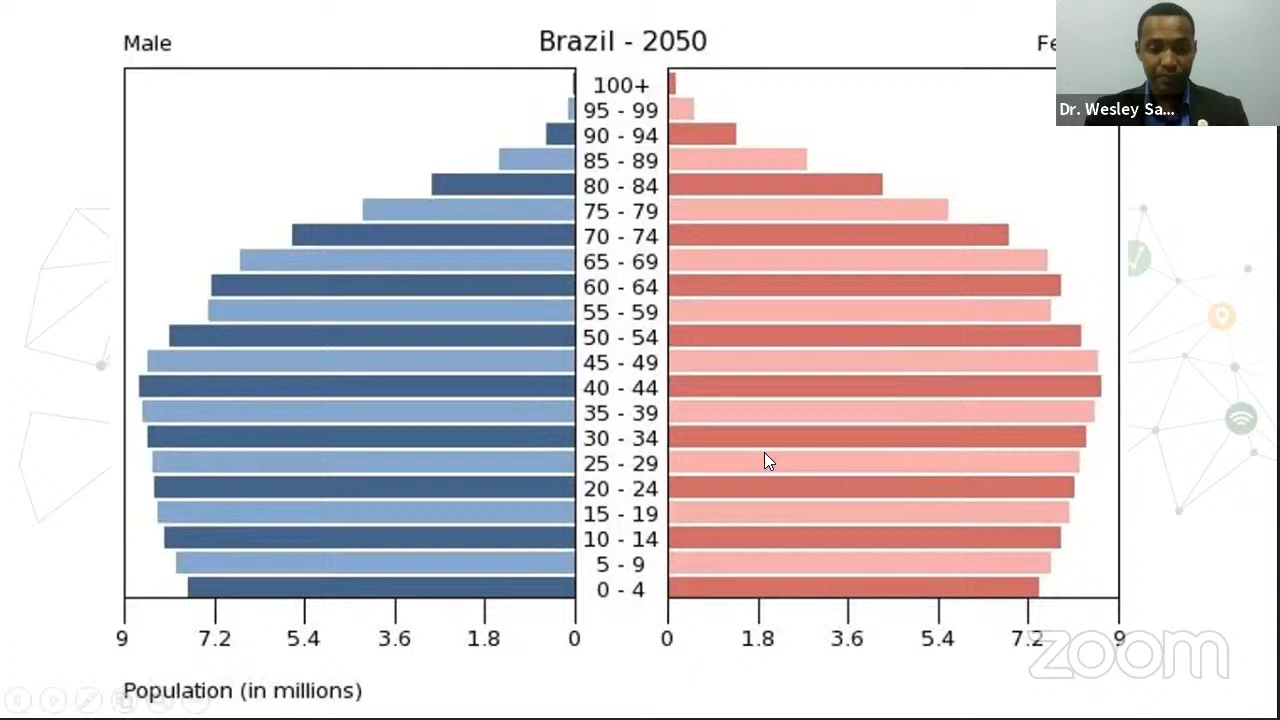 Male
Brazil - 2050
Fe
Dr. Wesley Sa...
100+
95 - 99
90 - 94
85 - 89
80 - 84
75 - 79
70 - 74
65 - 69
60 - 64
55 - 59
50 - 54
45 - 49
40 - 44
35 - 39
30 - 34
25 - 29
20 - 24
15 - 19
10 - 14
5 - 9
0 - 4
9 7.2 5.4 3.6 1.8 0 0 1.8 3.6 5.4 7.2 9
zoom
Population (in millions)